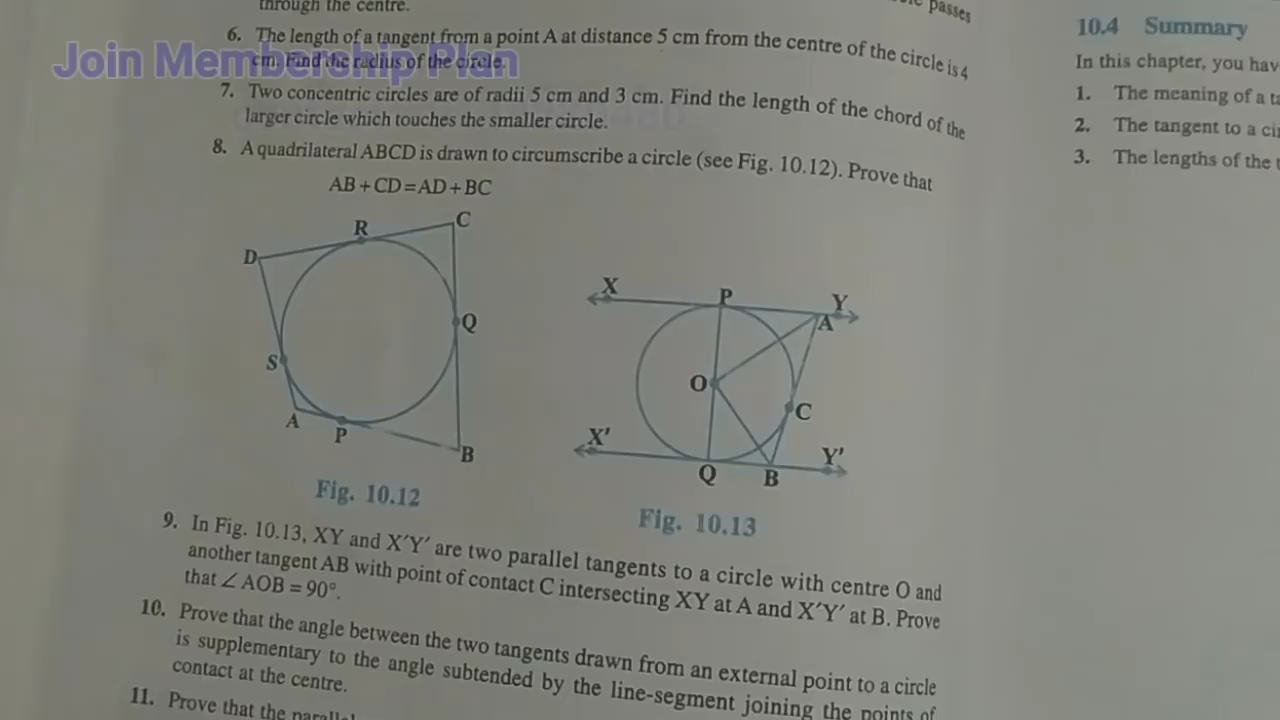 through the centre.
passes
6. The length of a tangent from a point A at distance 5 cm from the centre of the circle is 4
cm. Find the radius of the circle.
Join Membership Plan
7. Two concentric circles are of radii 5 cm and 3 cm. Find the length of the chord of the
larger circle which touches the smaller circle.
8. A quadrilateral ABCD is drawn to circumscribe a circle (see Fig. 10.12). Prove that
AB + CD = AD + BC
D
R
C
Q
S
A
P
B
Fig. 10.12
X
P
Y
A
O
C
X′
Y′
Q
B
Fig. 10.13
9. In Fig. 10.13, XY and X′Y′ are two parallel tangents to a circle with centre O and
another tangent AB with point of contact C intersecting XY at A and X′Y′ at B. Prove
that ∠ AOB = 90°.
10. Prove that the angle between the two tangents drawn from an external point to a circle
is supplementary to the angle subtended by the line-segment joining the points of
contact at the centre.
11. Prove that the
10.4 Summary
In this chapter, you hav
1. The meaning of a ta
2. The tangent to a cir
3. The lengths of the t